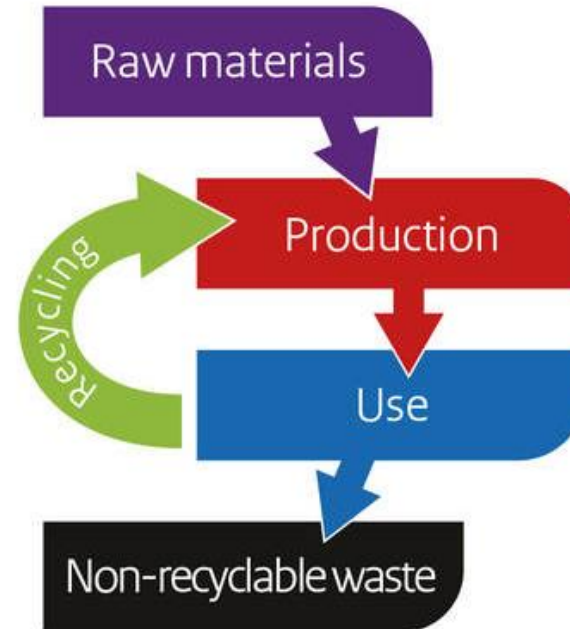 Raw materials
Production
Recycling
Use
Non-recyclable waste